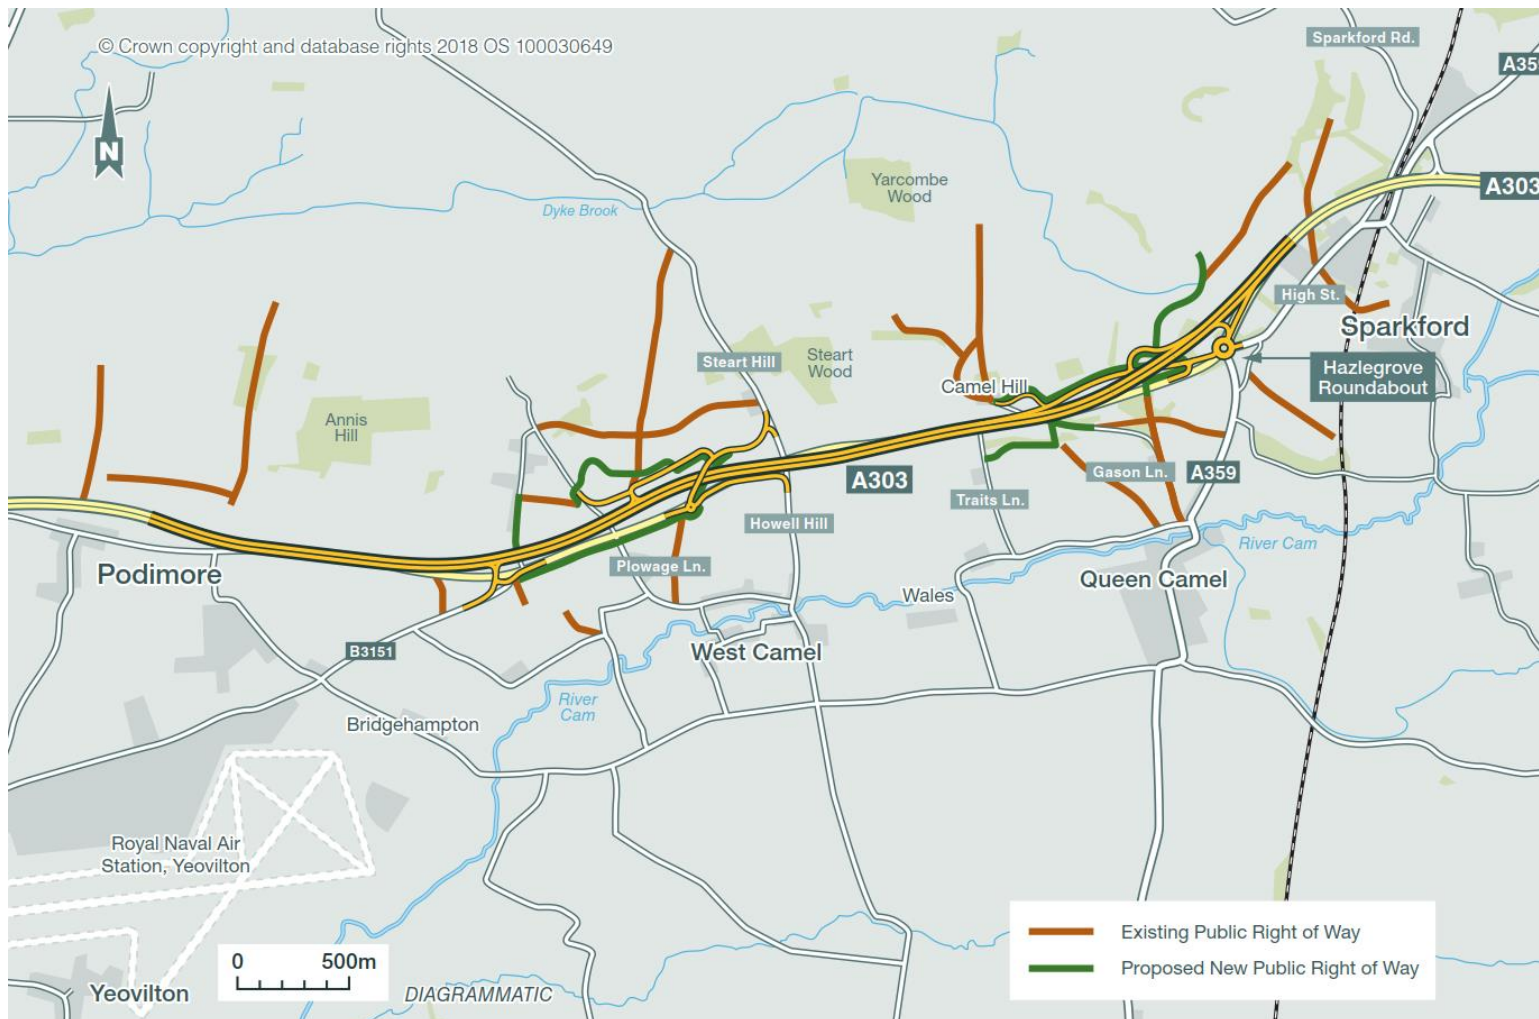 © Crown copyright and database rights 2018 OS 100030649
Sparkford Rd.
A359
N
Yarcombe
Wood
A303
Dyke Brook
High St.
Sparkford
Steart Hill
Steart
Wood
Hazlegrove
Roundabout
Camel Hill
Annis
Hill
A303
Gason Ln.
A359
Traits Ln.
Howell Hill
River Cam
Podimore
Plowage Ln.
Queen Camel
Wales
B3151
West Camel
River
Cam
Bridgehampton
Royal Naval Air
Station, Yeovilton
Existing Public Right of Way
0 500m
Proposed New Public Right of Way
Yeovilton
DIAGRAMMATIC